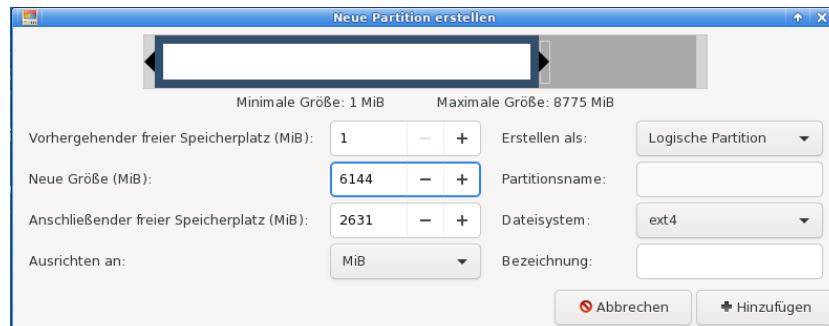 Neue Partition erstellen
Minimale Größe: 1 MiB Maximale Größe: 8775 MiB
Vorhergehender freier Speicherplatz (MiB): 1 Erstellen als: Logische Partition
Neue Größe (MiB): 6144 Partitionsname:
Anschließender freier Speicherplatz (MiB): 2631 Dateisystem: ext4
Ausrichten an: MiB Bezeichnung:
Abbrechen Hinzufügen